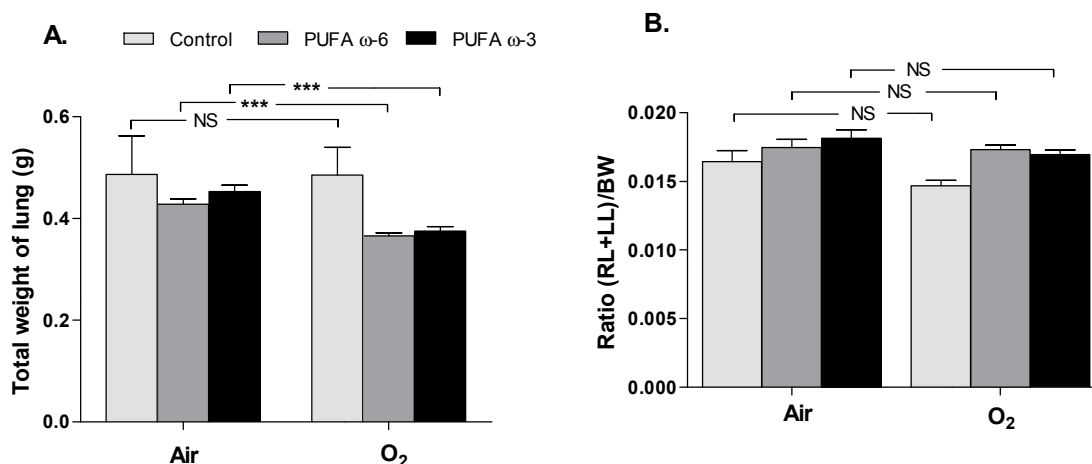 A.
Control PUFA ω-6 PUFA ω-3
***
***
NS
Total weight of lung (g)
0.6
0.4
0.2
0.0
Air O₂
B.
NS
NS
NS
Ratio (RL+LL)/BW
0.020
0.015
0.010
0.005
0.000
Air O₂